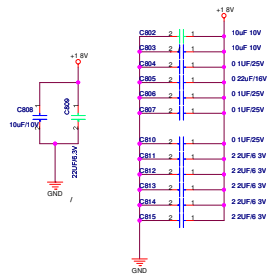 +1 8V
C802 2 1 10uF 10V
C803 2 1 10uF 10V
C804 2 1 0 1UF/25V
C805 2 1 0 22uF/16V
C806 2 1 0 1UF/25V
C807 2 1 0 1UF/25V
C810 2 1 0 1UF/25V
C811 2 1 2 2UF/6 3V
C812 2 1 2 2UF/6 3V
C813 2 1 2 2UF/6 3V
C814 2 1 2 2UF/6 3V
C815 2 1 2 2UF/6 3V
GND
+1 8V
C808 1 2
10uF/10V
C809 1 2
22UF/6.3V
GND
/